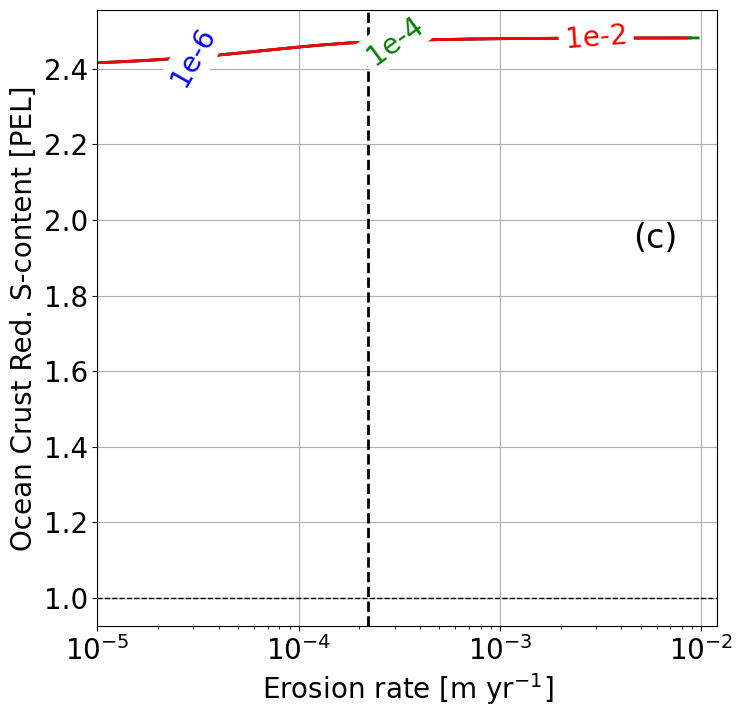 1e-6
1e-4
1e-2
(c)
2.4
2.2
2.0
1.8
1.6
1.4
1.2
1.0
Ocean Crust Red. S-content [PEL]
10⁻⁵ 10⁻⁴ 10⁻³ 10⁻²
Erosion rate [m yr⁻¹]